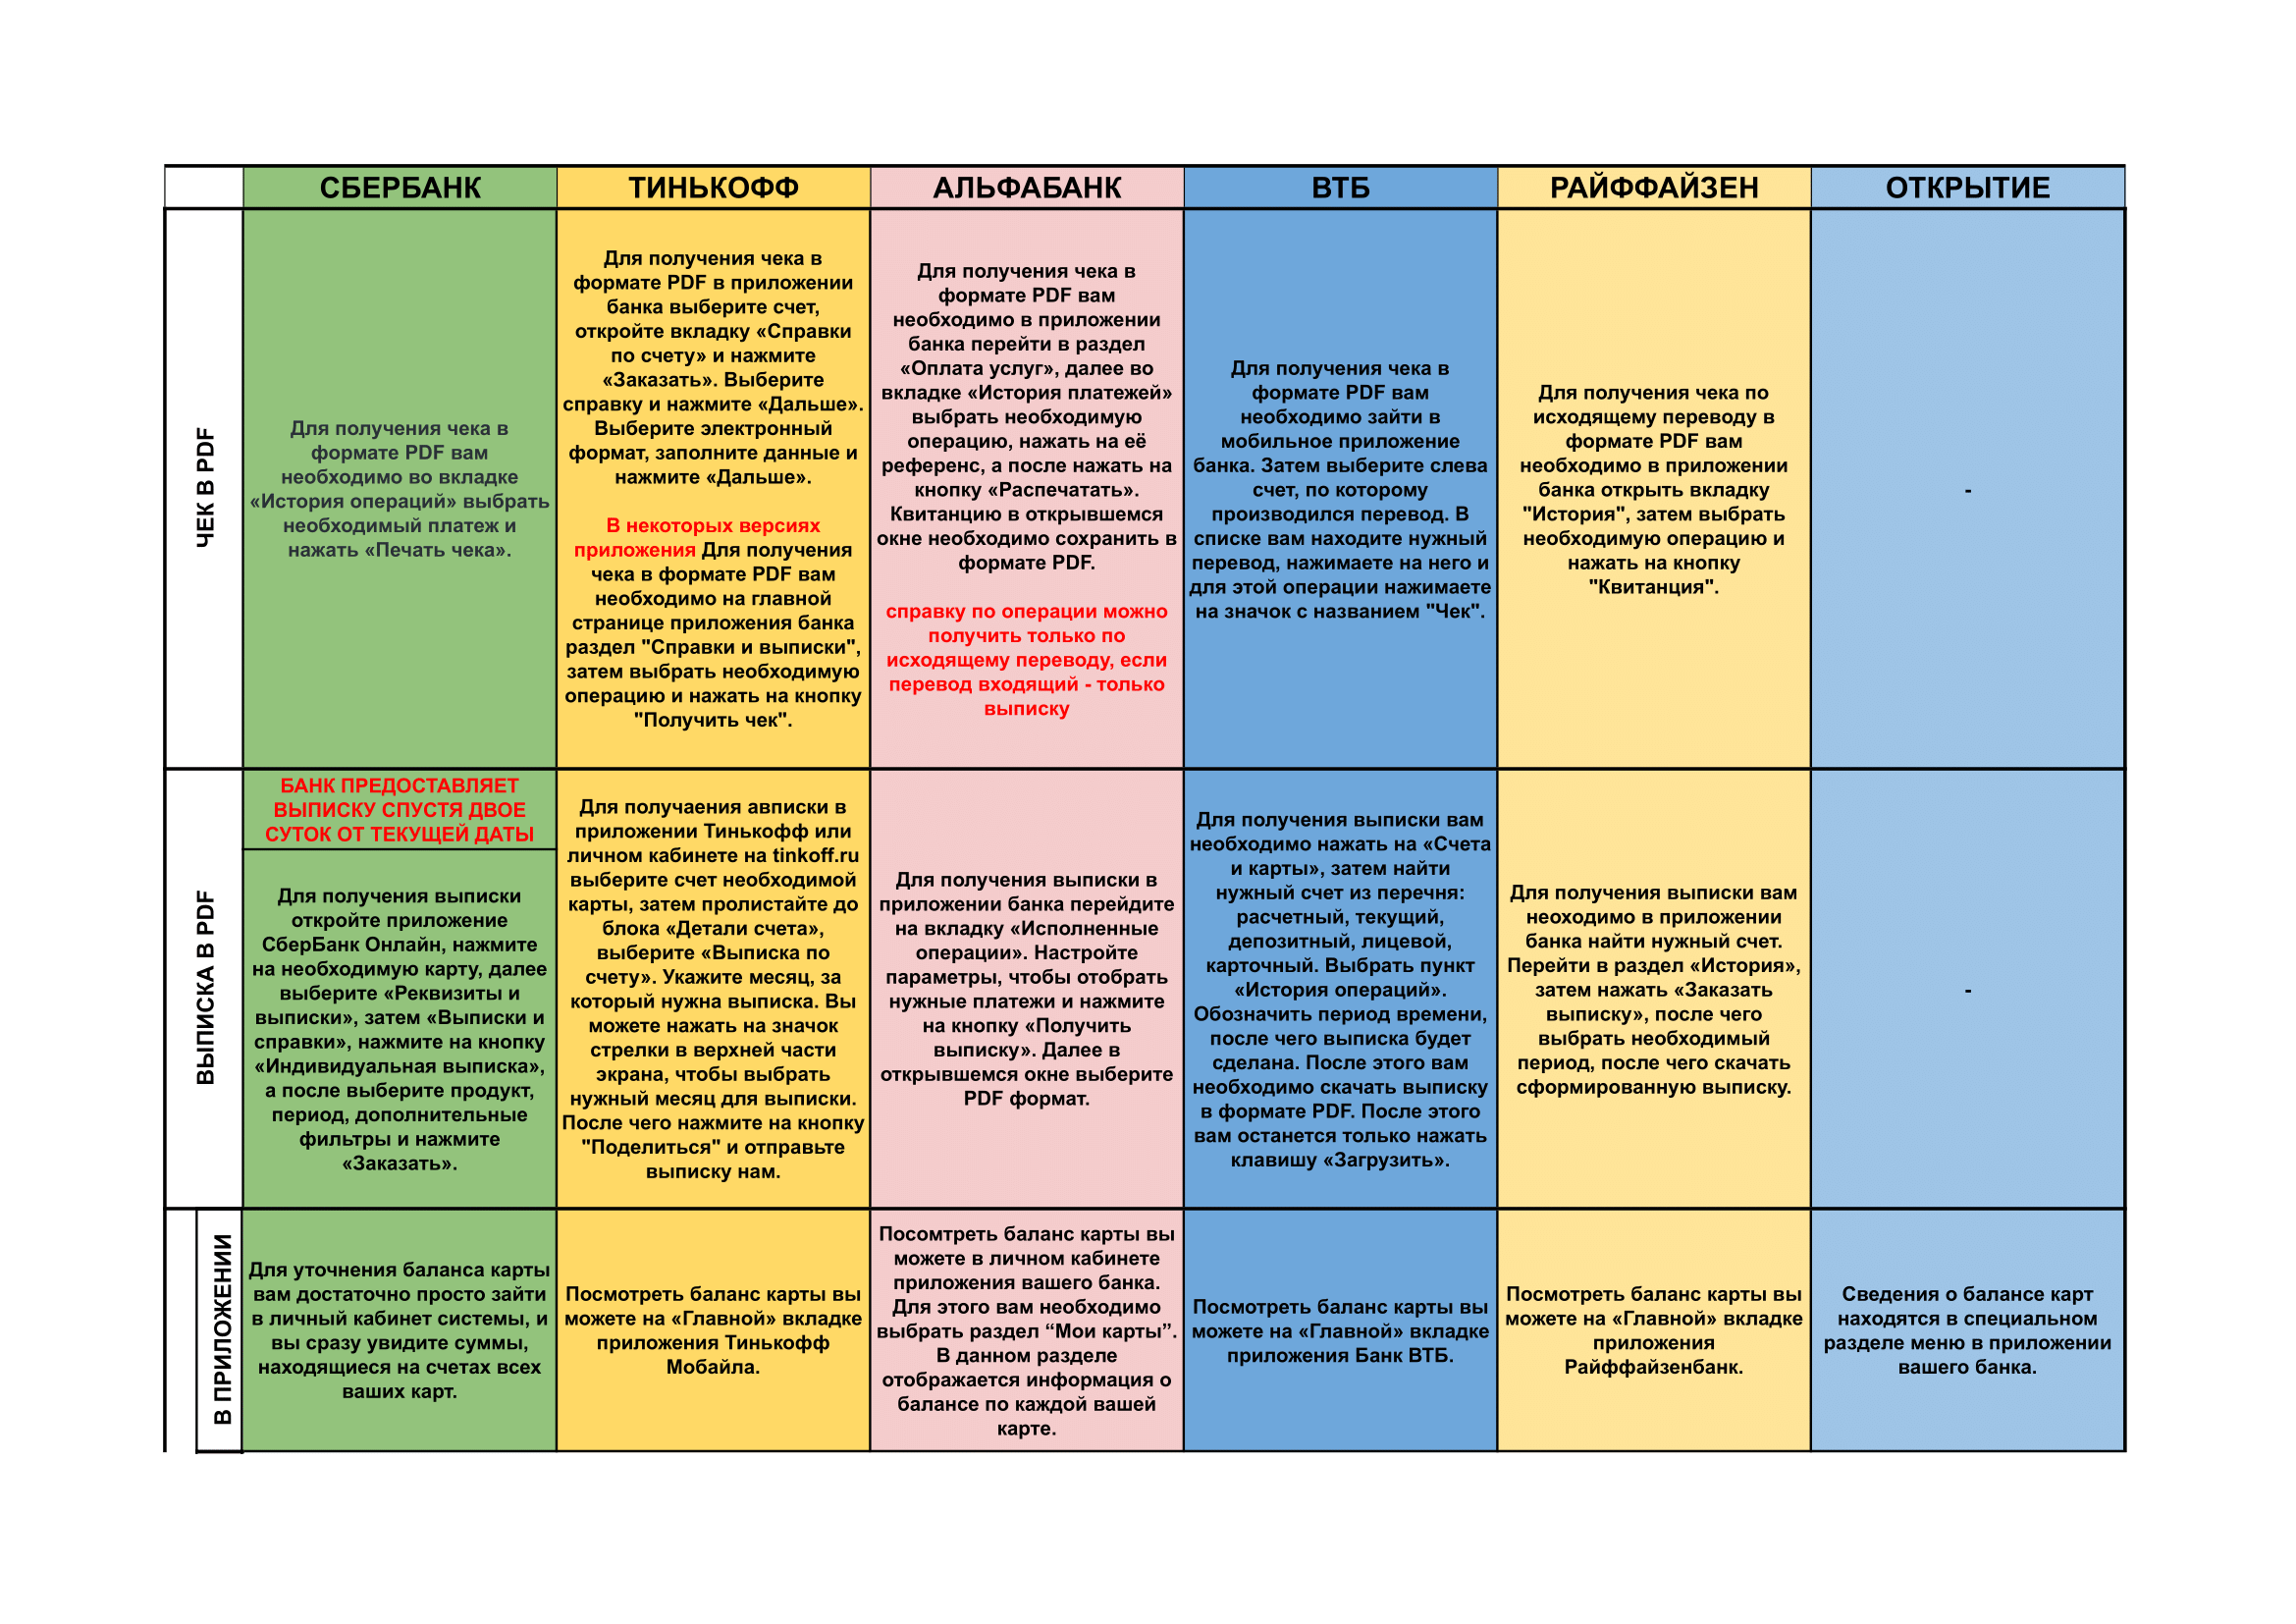 СБЕРБАНК
ТИНЬКОФФ
АЛЬФАБАНК
ВТБ
РАЙФФАЙЗЕН
ОТКРЫТИЕ
ЧЕК В PDF
Для получения чека в
формате PDF вам
необходимо во вкладке
«История операций» выбрать
необходимый платеж и
нажать «Печать чека».
Для получения чека в
формате PDF в приложении
банка выберите счет,
откройте вкладку «Справки
по счету» и нажмите
«Заказать». Выберите
справку и нажмите «Дальше».
Выберите электронный
формат, заполните данные и
нажмите «Дальше».
В некоторых версиях
приложения Для получения
чека в формате PDF вам
необходимо на главной
странице приложения банка
раздел "Справки и выписки",
затем выбрать необходимую
операцию и нажать на кнопку
"Получить чек".
Для получения чека в
формате PDF вам
необходимо в приложении
банка перейти в раздел
«Оплата услуг», далее во
вкладке «История платежей»
выбрать необходимую
операцию, нажать на её
референс, а после нажать на
кнопку «Распечатать».
Квитанцию в открывшемся
окне необходимо сохранить в
формате PDF.
справку по операции можно
получить только по
исходящему переводу, если
перевод входящий - только
выписку
Для получения чека в
формате PDF вам
необходимо зайти в
мобильное приложение
банка. Затем выберите слева
счет, по которому
производился перевод. В
списке вам находите нужный
перевод, нажимаете на него и
для этой операции нажимаете
на значок с названием "Чек".
Для получения чека по
исходящему переводу в
формате PDF вам
необходимо в приложении
банка открыть вкладку
"История", затем выбрать
необходимую операцию и
нажать на кнопку
"Квитанция".
-
ВЫПИСКА В PDF
БАНК ПРЕДОСТАВЛЯЕТ
ВЫПИСКУ СПУСТЯ ДВОЕ
СУТОК ОТ ТЕКУЩЕЙ ДАТЫ
Для получения выписки
откройте приложение
СберБанк Онлайн, нажмите
на необходимую карту, далее
выберите «Реквизиты и
выписки», затем «Выписки и
справки», нажмите на кнопку
«Индивидуальная выписка»,
а после выберите продукт,
период, дополнительные
фильтры и нажмите
«Заказать».
Для получаения авписки в
приложении Тинькофф или
личном кабинете на tinkoff.ru
выберите счет необходимой
карты, затем пролистайте до
блока «Детали счета»,
выберите «Выписка по
счету». Укажите месяц, за
который нужна выписка. Вы
можете нажать на значок
стрелки в верхней части
экрана, чтобы выбрать
нужный месяц для выписки.
После чего нажмите на кнопку
"Поделиться" и отправьте
выписку нам.
Для получения выписки в
приложении банка перейдите
на вкладку «Исполненные
операции». Настройте
параметры, чтобы отобрать
нужные платежи и нажмите
на кнопку «Получить
выписку». Далее в
открывшемся окне выберите
PDF формат.
Для получения выписки вам
необходимо нажать на «Счета
и карты», затем найти
нужный счет из перечня:
расчетный, текущий,
депозитный, лицевой,
карточный. Выбрать пункт
«История операций».
Обозначить период времени,
после чего выписка будет
сделана. После этого вам
необходимо скачать выписку
в формате PDF. После этого
вам останется только нажать
клавишу «Загрузить».
Для получения выписки вам
неоходимо в приложении
банка найти нужный счет.
Перейти в раздел «История»,
затем нажать «Заказать
выписку», после чего
выбрать необходимый
период, после чего скачать
сформированную выписку.
-
В ПРИЛОЖЕНИИ
Для уточнения баланса карты
вам достаточно просто зайти
в личный кабинет системы, и
вы сразу увидите суммы,
находящиеся на счетах всех
ваших карт.
Посмотреть баланс карты вы
можете на «Главной» вкладке
приложения Тинькофф
Мобайла.
Посомтреть баланс карты вы
можете в личном кабинете
приложения вашего банка.
Для этого вам необходимо
выбрать раздел “Мои карты”.
В данном разделе
отображается информация о
балансе по каждой вашей
карте.
Посмотреть баланс карты вы
можете на «Главной» вкладке
приложения Банк ВТБ.
Посмотреть баланс карты вы
можете на «Главной» вкладке
приложения
Райффайзенбанк.
Сведения о балансе карт
находятся в специальном
разделе меню в приложении
вашего банка.